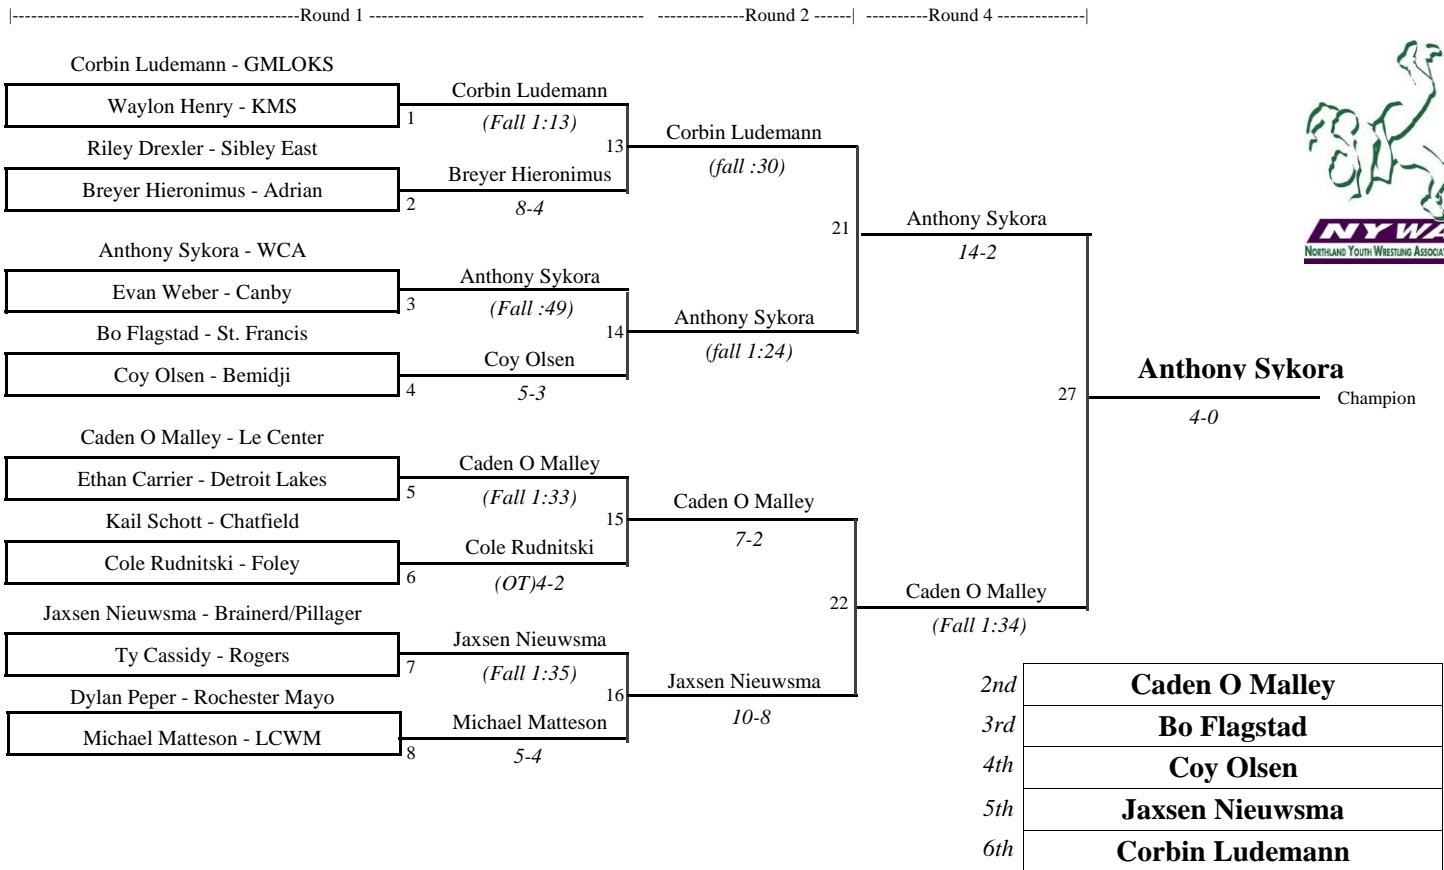 |--------------------------------------------Round 1 ------------------------------------------ --------------Round 2 ------| ----------Round 4 --------------|
Corbin Ludemann - GMLOKS
Waylon Henry - KMS
1
Corbin Ludemann
(Fall 1:13)
Riley Drexler - Sibley East
Breyer Hieronimus - Adrian
2
Breyer Hieronimus
8-4
13
Corbin Ludemann
(fall :30)
Anthony Sykora - WCA
Evan Weber - Canby
3
Anthony Sykora
(Fall :49)
Bo Flagstad - St. Francis
Coy Olsen - Bemidji
4
Coy Olsen
5-3
14
Anthony Sykora
(fall 1:24)
21
Anthony Sykora
14-2
Caden O Malley - Le Center
Ethan Carrier - Detroit Lakes
5
Caden O Malley
(Fall 1:33)
Kail Schott - Chatfield
Cole Rudnitski - Foley
6
Cole Rudnitski
(OT)4-2
15
Caden O Malley
7-2
Jaxsen Nieuwsma - Brainerd/Pillager
Ty Cassidy - Rogers
7
Jaxsen Nieuwsma
(Fall 1:35)
Dylan Peper - Rochester Mayo
Michael Matteson - LCWM
8
Michael Matteson
5-4
16
Jaxsen Nieuwsma
10-8
22
Caden O Malley
(Fall 1:34)
27
Anthony Sykora
4-0
Champion
NYWA
NORTHLAND YOUTH WRESTLING
2nd Caden O Malley
3rd Bo Flagstad
4th Coy Olsen
5th Jaxsen Nieuwsma
6th Corbin Ludemann